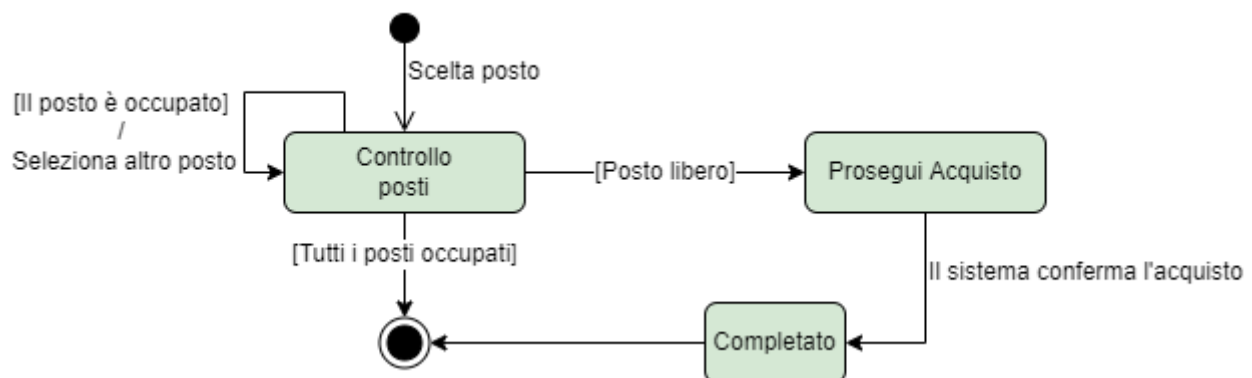 Scelta posto
[Il posto è occupato]
/
Seleziona altro posto
Controllo
posti
[Posto libero]
Prosegui Acquisto
[Tutti i posti occupati]
Il sistema conferma l'acquisto
Completato